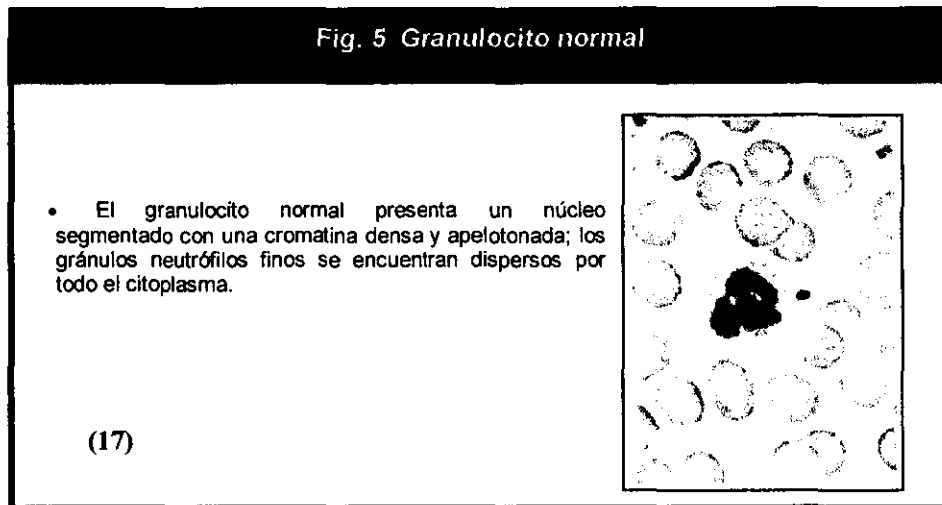 Fig. 5 Granulocito normal
• El granulocito normal presenta un núcleo
segmentado con una cromatina densa y apelotonada; los
gránulos neutrófilos finos se encuentran dispersos por
todo el citoplasma.
(17)